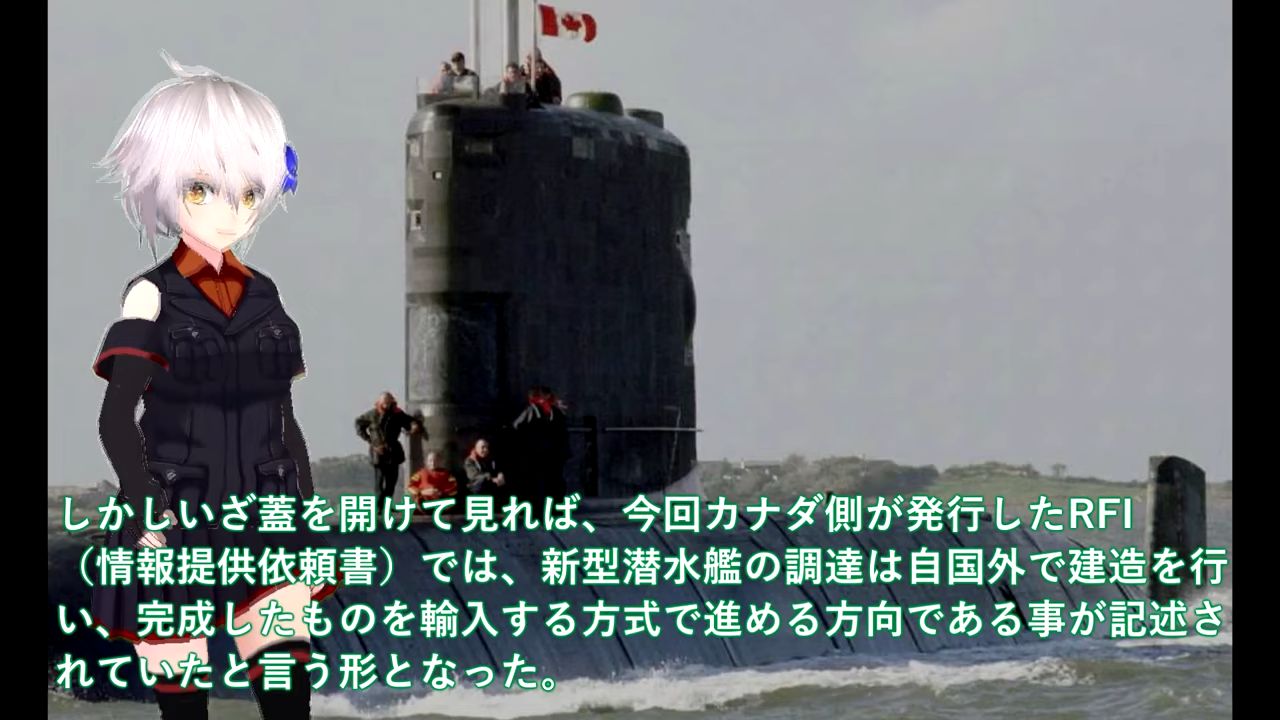 しかしいざ蓋を開けて見れば、今回カナダ側が発行したRFI
（情報提供依頼書）では、新型潜水艦の調達は自国外で建造を行
い、完成したものを輸入する方式で進める方向である事が記述さ
れていたと言う形となった。